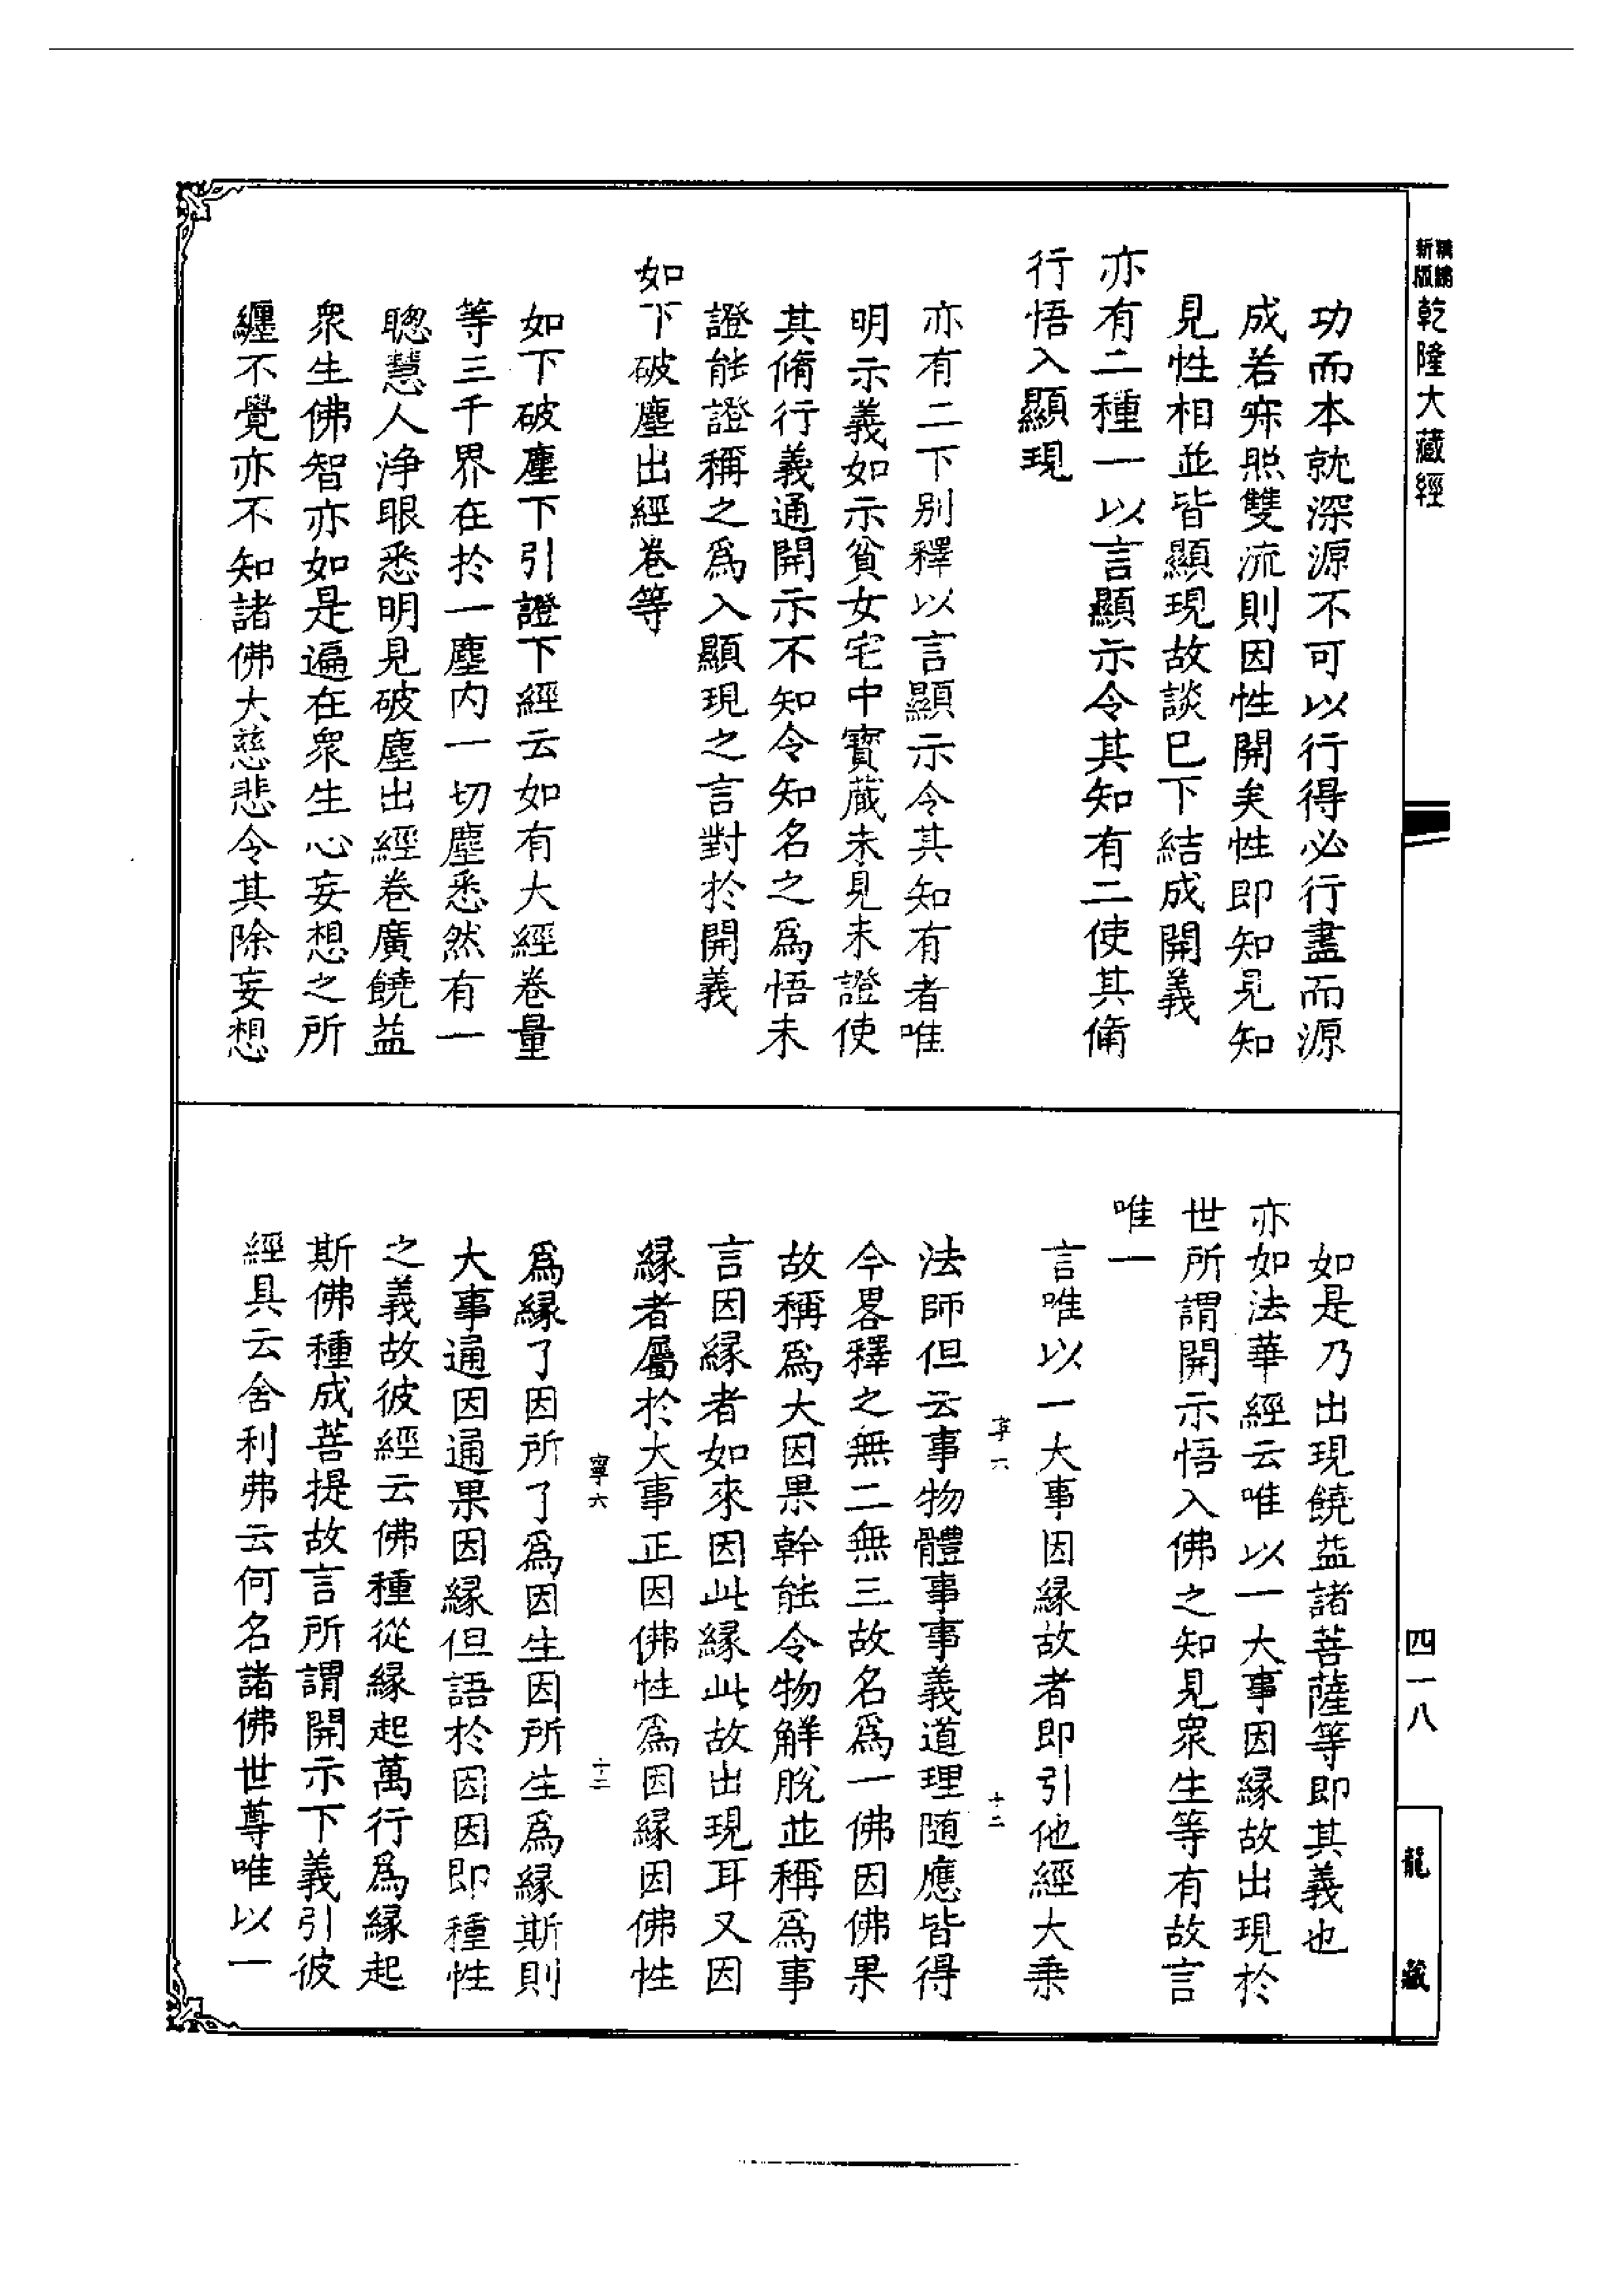 新版
精縮
乾隆大藏經
功而本就深源不可以行得必行盡而源
成若㝥照雙流則因性開矣性即知見知
見性相並皆顯現故談已下結成開義
亦有二種一以言顯示令其知有二使其脩
行悟入顯現
亦有二下別釋以言顯示令其知有者唯
明示義如示貧女宅中寶藏未見未證使
其脩行義通開示不知令知名之爲悟未
證能證稱之爲入顯現之言對於開義
如下破塵出經卷等
如下破塵下引證下經云如有大經卷量
等三千界在於一塵內一切塵悉然有一
聰慧人淨眼悉明見破塵出經卷廣饒益
衆生佛智亦如是遍在衆生心妄想之所
纏不覺亦不知諸佛大慈悲令其除妄想
如是乃出現饒益諸菩薩等即其義也
亦如法華經云唯以一大事因緣故出現於
世所謂開示悟入佛之知見衆生等有故言
唯一
言唯以一大事因緣故者即引他經大乘
法師但云事物體事事義道理隨應皆得
今畧釋之無二無三故名爲一佛因佛果
故稱爲大因果幹能令物解脫並稱爲事
言因緣者如來因此緣此故出現耳又因
緣者屬於大事正因佛性爲因緣因佛性
寧六 十二
爲緣了因所了爲因生因所生爲緣斯則
大事通因通果因緣但語於因因即種性
之義故彼經云佛種從緣起萬行爲緣起
斯佛種成菩提故言所謂開示下義引彼
經具云舍利弗云何名諸佛世尊唯以一
四一八
龍藏